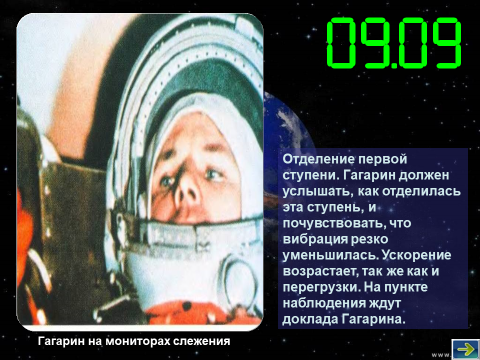 09.09
Отделение первой
ступени. Гагарин должен
услышать, как отделилась
эта ступень, и
почувствовать, что
вибрация резко
уменьшилась. Ускорение
возрастает, так же как и
перегрузки. На пункте
наблюдения ждут
доклада Гагарина.
Гагарин на мониторах слежения
www.